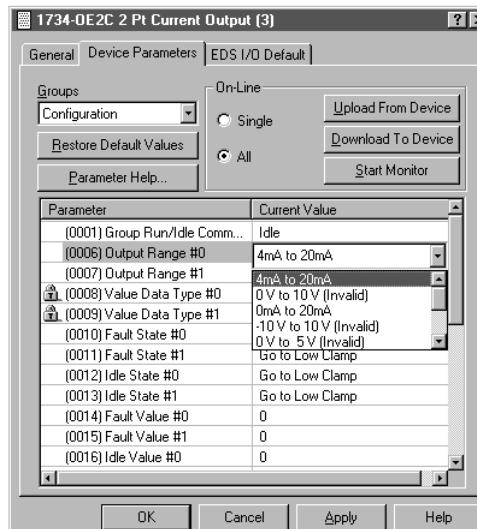 1734-OE2C 2 Pt Current Output (3)
General Device Parameters EDS I/O Default
Groups
Configuration
Restore Default Values
Parameter Help...
On-Line
Single
All
Upload From Device
Download To Device
Start Monitor
Parameter Current Value
(0001) Group Run/Idle Comm... Idle
(0006) Output Range #0 4mA to 20mA
(0007) Output Range #1 4mA to 20mA
(0008) Value Data Type #0 0 V to 10 V (Invalid)
0mA to 20mA
(0009) Value Data Type #1 -10 V to 10 V (Invalid)
(0010) Fault State #0 0 V to 5 V (Invalid)
(0011) Fault State #1 Go to Low Clamp
(0012) Idle State #0 Go to Low Clamp
(0013) Idle State #1 Go to Low Clamp
(0014) Fault Value #0 0
(0015) Fault Value #1 0
(0016) Idle Value #0 0
OK Cancel Apply Help